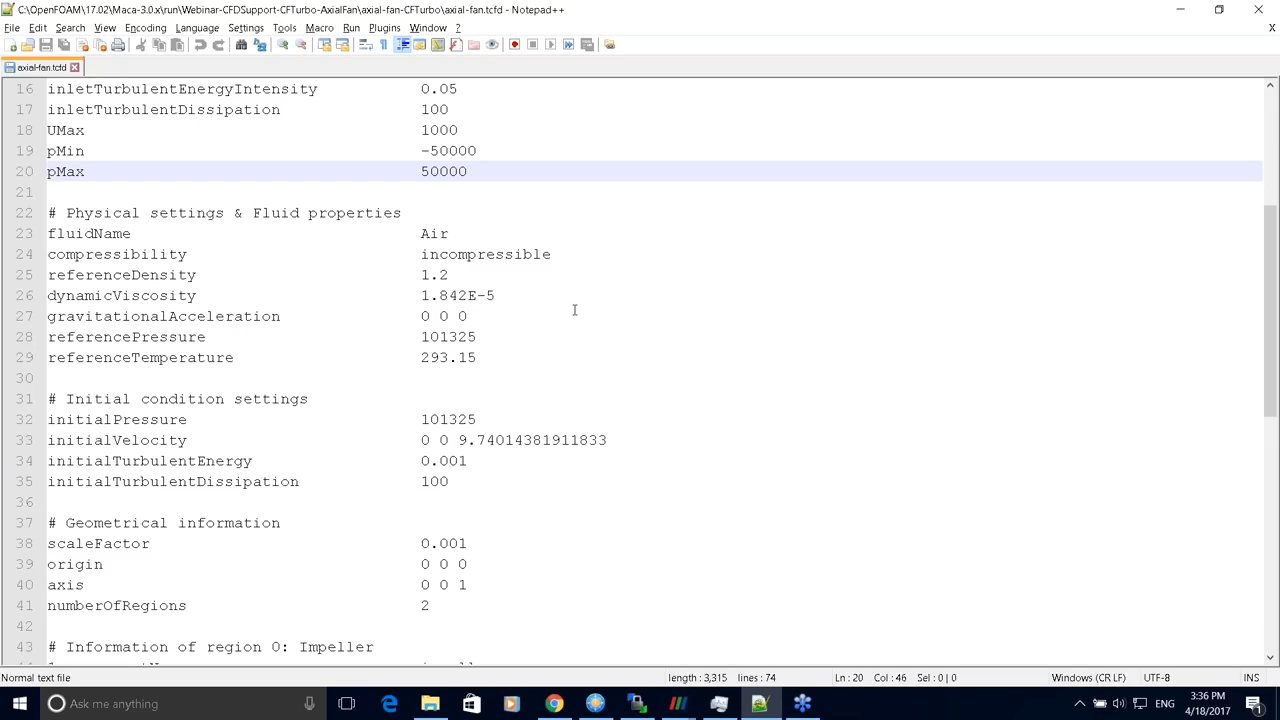 C:\OpenFOAM\17.02\Maca-3.0x\run\Webinar-CFDSupport-CFTurbo-AxialFan\axial-fan-CFTurbo\axial-fan.tcfd - Notepad++
File Edit Search View Encoding Language Settings Tools Macro Run Plugins Window ?
X
axial-fan.tcfd
16 inletTurbulentEnergyIntensity 0.05
17 inletTurbulentDissipation 100
18 UMax 1000
19 pMin -50000
20 pMax 50000
21
22 # Physical settings & Fluid properties
23 fluidName Air
24 compressibility incompressible
25 referenceDensity 1.2
26 dynamicViscosity 1.842E-5
27 gravitationalAcceleration 0 0 0
28 referencePressure 101325
29 referenceTemperature 293.15
30
31 # Initial condition settings
32 initialPressure 101325
33 initialVelocity 0 0 9.74014381911833
34 initialTurbulentEnergy 0.001
35 initialTurbulentDissipation 100
36
37 # Geometrical information
38 scaleFactor 0.001
39 origin 0 0 0
40 axis 0 0 1
41 numberOfRegions 2
42
43 # Information of region 0: Impeller
Normal text file length : 3,315 lines : 74 Ln : 20 Col : 46 Sel : 0 | 0 Windows (CR LF) UTF-8 INS
Ask me anything ENG 3:36 PM
4/18/2017